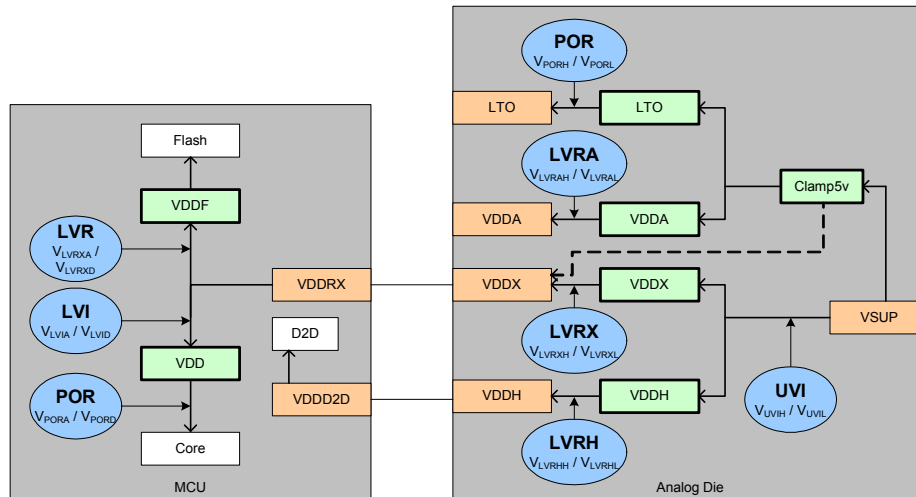 Flash
VDDF
LVR
VLVRXA /
VLVRXD
LVI
VLVIA / VLVID
VDD
POR
VPORA / VPORD
Core
VDDRX
D2D
VDDD2D
MCU
POR
VPORH / VPORL
LTO
LTO
LVRA
VLVRAH / VLVRAL
VDDA
VDDA
Clamp5v
VDDX
VDDX
LVRX
VLVRXH / VLVRXL
VSUP
VDDH
VDDH
UVI
VUVIH / VUVIL
LVRH
VLVRHH / VLVRHL
Analog Die